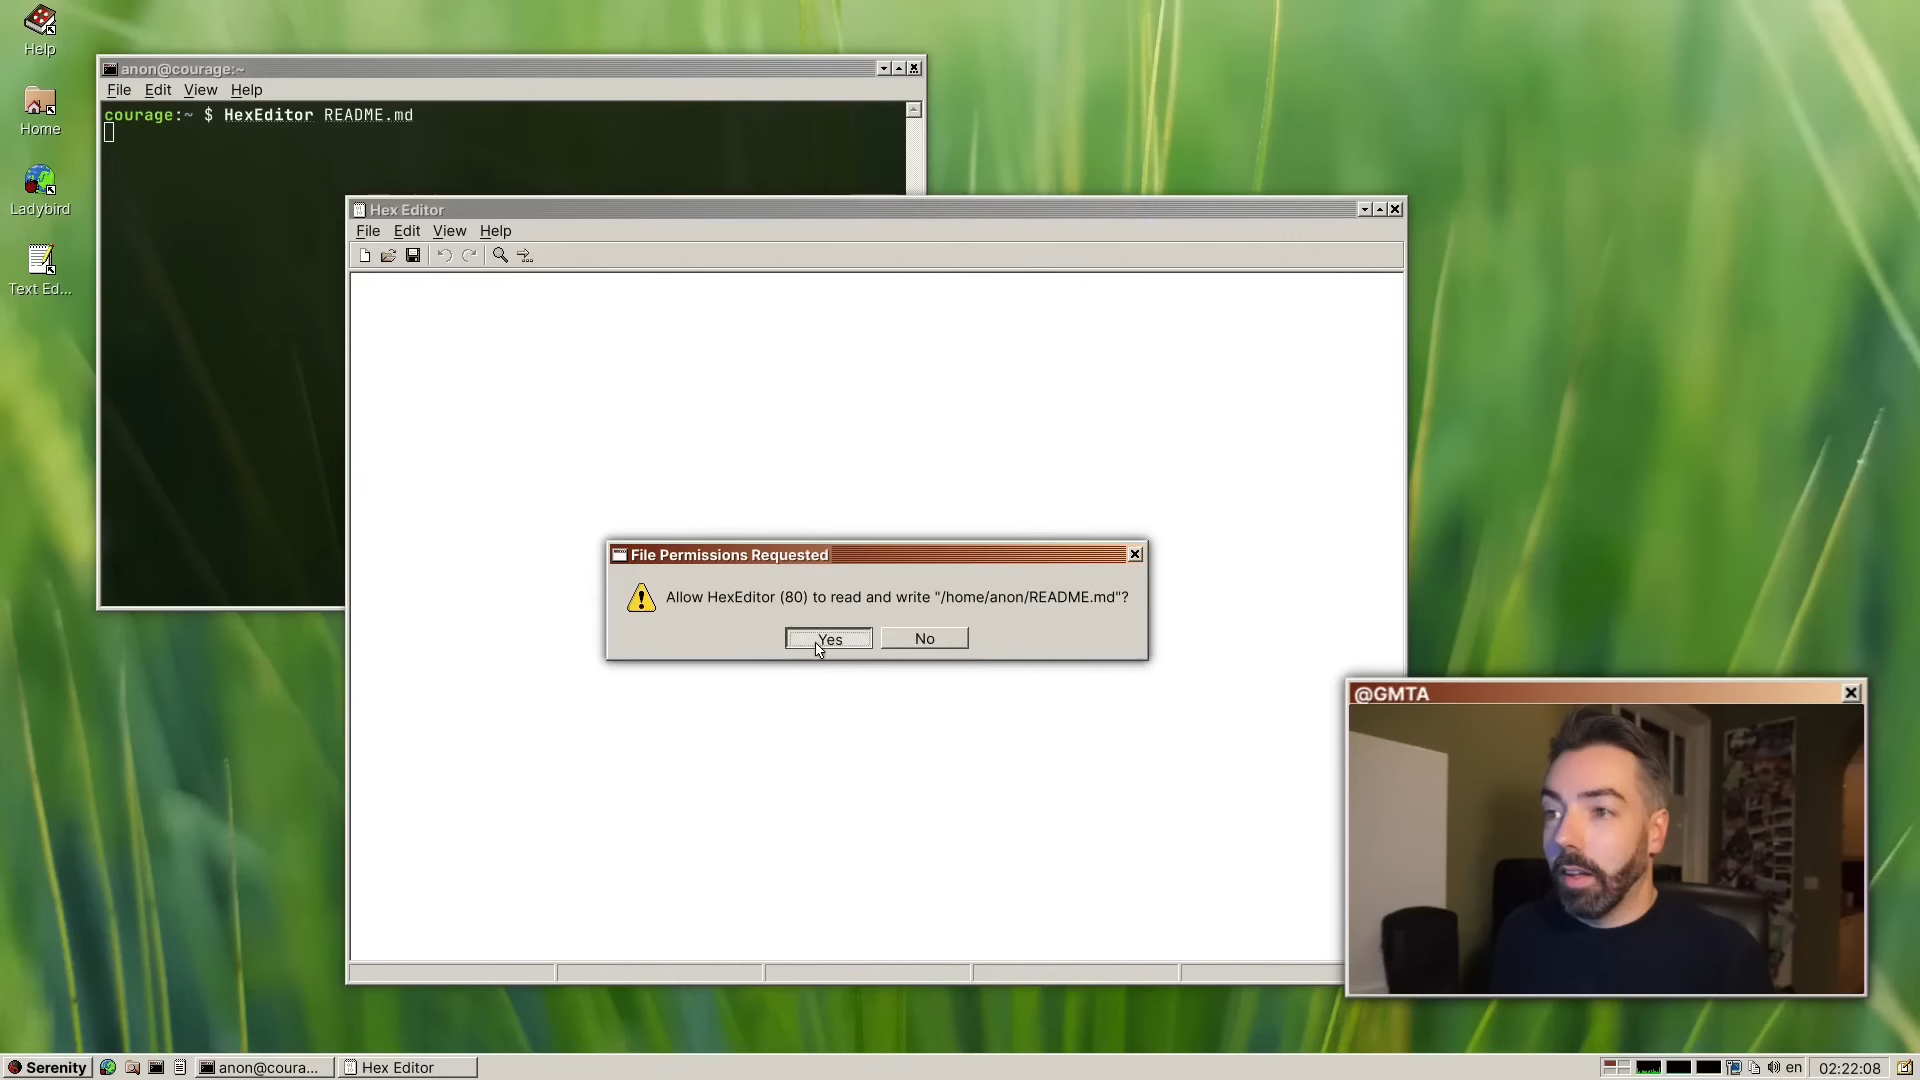 Help
Home
Ladybird
Text Ed...
anon@courage:~
File Edit View Help
courage:~ $ HexEditor README.md
Hex Editor
File Edit View Help
File Permissions Requested
Allow HexEditor (80) to read and write "/home/anon/README.md"?
Yes No
@GMTA
Serenity anon@coura... Hex Editor en 02:22:08